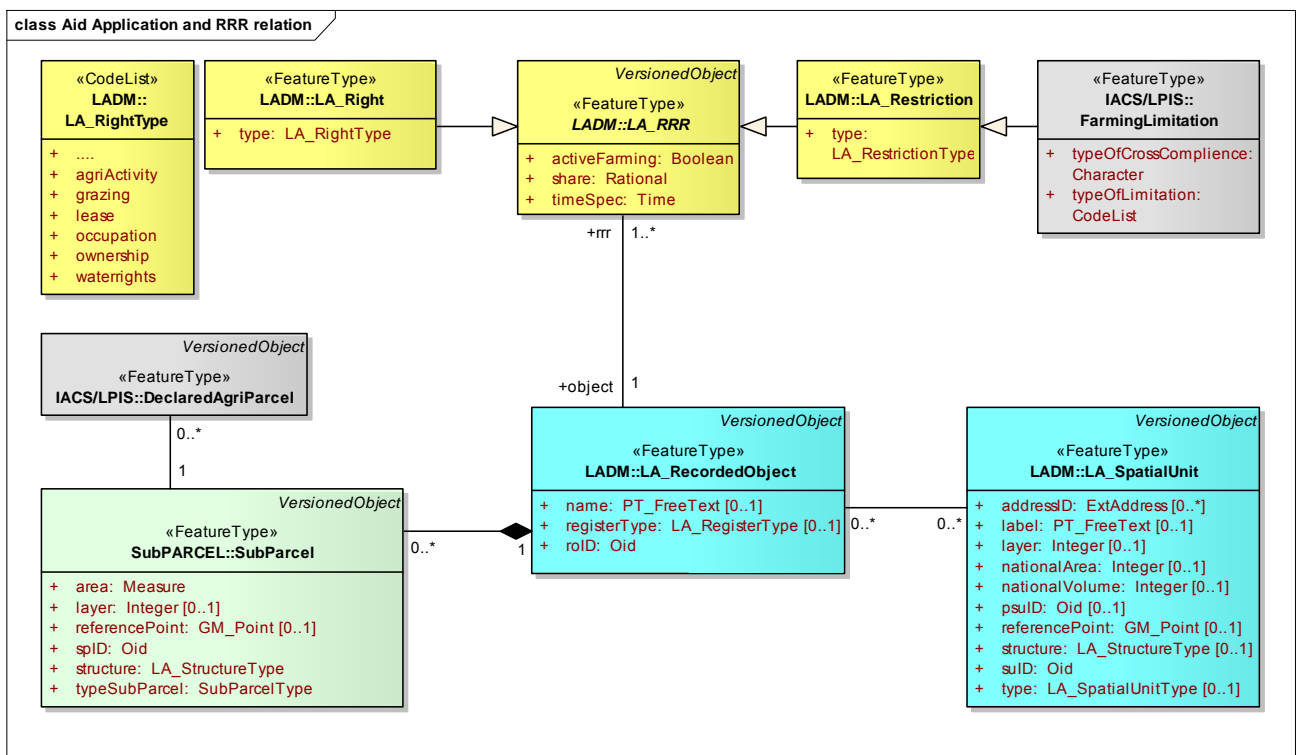 class Aid Application and RRR relation
«CodeList»
LADM::
LA_RightType
+ ....
+ agriActivity
+ grazing
+ lease
+ occupation
+ ownership
+ waterrights
«FeatureType»
LADM::LA_Right
+ type: LA_RightType
VersionedObject
«FeatureType»
LADM::LA_RRR
+ activeFarming: Boolean
+ share: Rational
+ timeSpec: Time
«FeatureType»
LADM::LA_Restriction
+ type:
LA_RestrictionType
«FeatureType»
IACS/LPIS::
FarmingLimitation
+ typeOfCrossComplience:
Character
+ typeOfLimitation:
CodeList
+rrr 1..*
+object 1
VersionedObject
«FeatureType»
IACS/LPIS::DeclaredAgriParcel
0..*
1
VersionedObject
«FeatureType»
SubPARCEL::SubParcel
+ area: Measure
+ layer: Integer [0..1]
+ referencePoint: GM_Point [0..1]
+ spID: Oid
+ structure: LA_StructureType
+ typeSubParcel: SubParcelType
0..* 1
VersionedObject
«FeatureType»
LADM::LA_RecordedObject
+ name: PT_FreeText [0..1]
+ registerType: LA_RegisterType [0..1]
+ roID: Oid
0..* 0..*
VersionedObject
«FeatureType»
LADM::LA_SpatialUnit
+ addressID: ExtAddress [0..*]
+ label: PT_FreeText [0..1]
+ layer: Integer [0..1]
+ nationalArea: Integer [0..1]
+ nationalVolume: Integer [0..1]
+ psuID: Oid [0..1]
+ referencePoint: GM_Point [0..1]
+ structure: LA_StructureType [0..1]
+ suID: Oid
+ type: LA_SpatialUnitType [0..1]